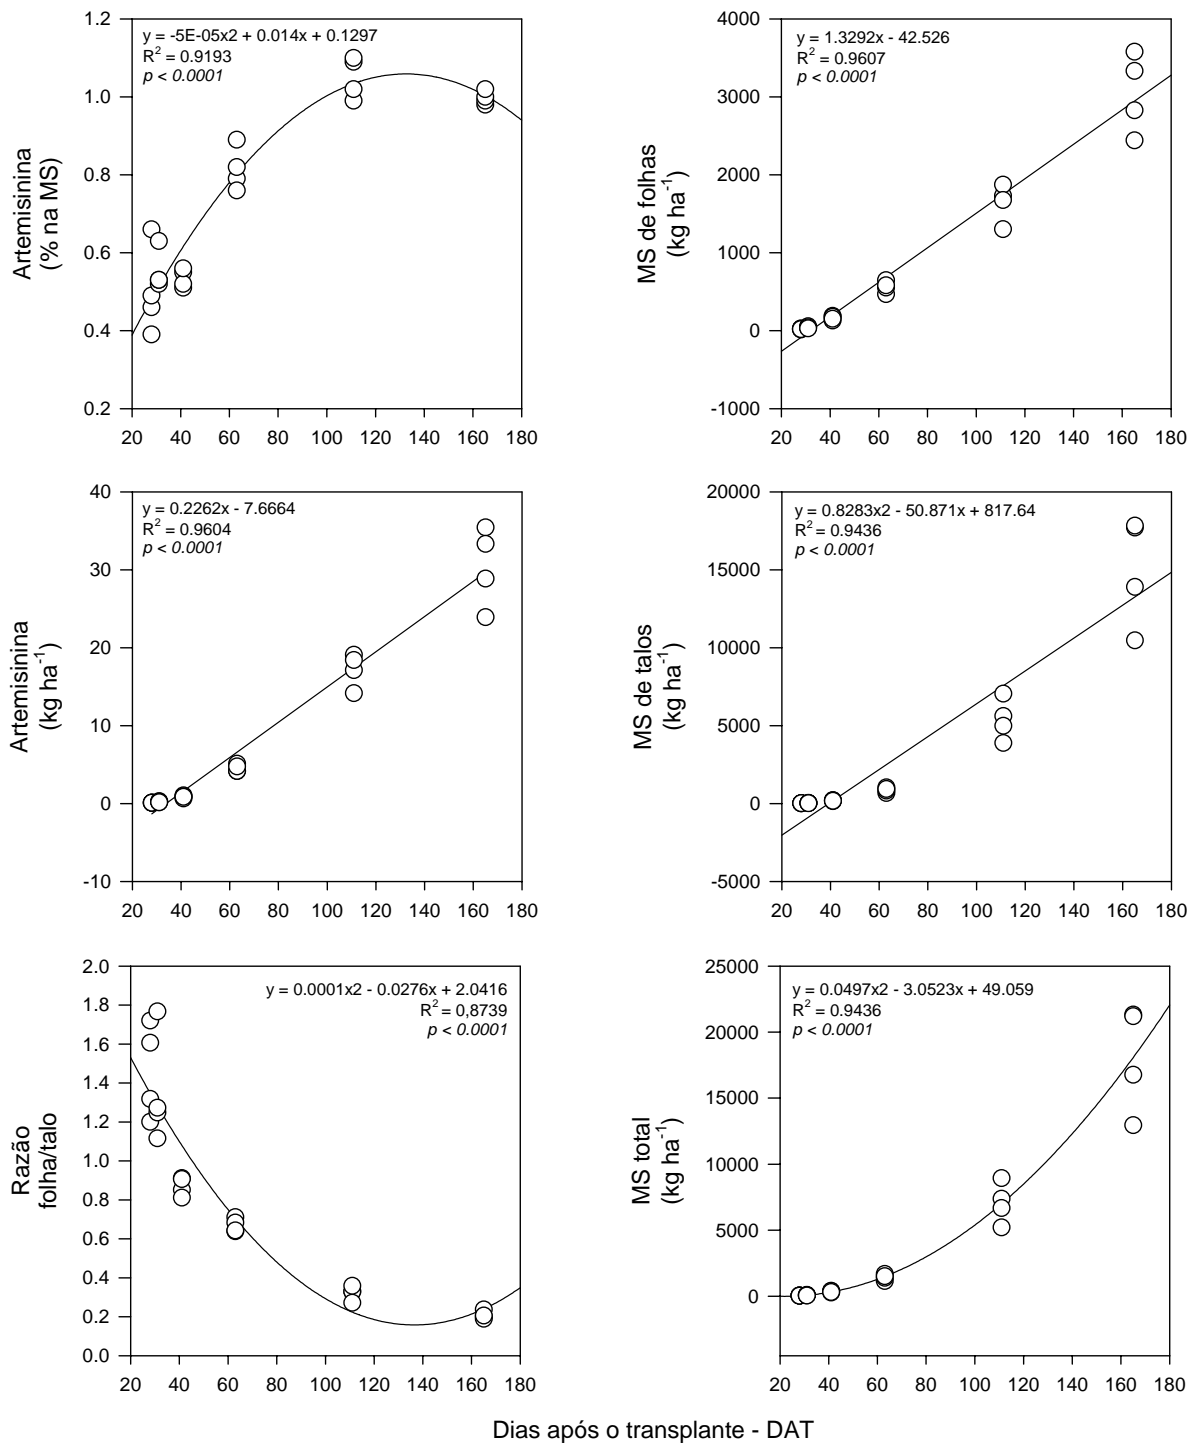 y = -5E-05x2 + 0.014x + 0.1297
R² = 0.9193
p < 0.0001
Artemisinina
(% na MS)
1.2
1.0
0.8
0.6
0.4
0.2
20 40 60 80 100 120 140 160 180
y = 1.3292x - 42.526
R² = 0.9607
p < 0.0001
MS de folhas
(kg ha⁻¹)
4000
3000
2000
1000
0
-1000
20 40 60 80 100 120 140 160 180
y = 0.2262x - 7.6664
R² = 0.9604
p < 0.0001
Artemisinina
(kg ha⁻¹)
40
30
20
10
0
-10
20 40 60 80 100 120 140 160 180
y = 0.8283x2 - 50.871x + 817.64
R² = 0.9436
p < 0.0001
MS de talos
(kg ha⁻¹)
20000
15000
10000
5000
0
-5000
20 40 60 80 100 120 140 160 180
y = 0.0001x2 - 0.0276x + 2.0416
R² = 0,8739
p < 0.0001
Razão
folha/talo
2.0
1.8
1.6
1.4
1.2
1.0
0.8
0.6
0.4
0.2
0.0
20 40 60 80 100 120 140 160 180
y = 0.0497x2 - 3.0523x + 49.059
R² = 0.9436
p < 0.0001
MS total
(kg ha⁻¹)
25000
20000
15000
10000
5000
0
20 40 60 80 100 120 140 160 180
Dias após o transplante - DAT